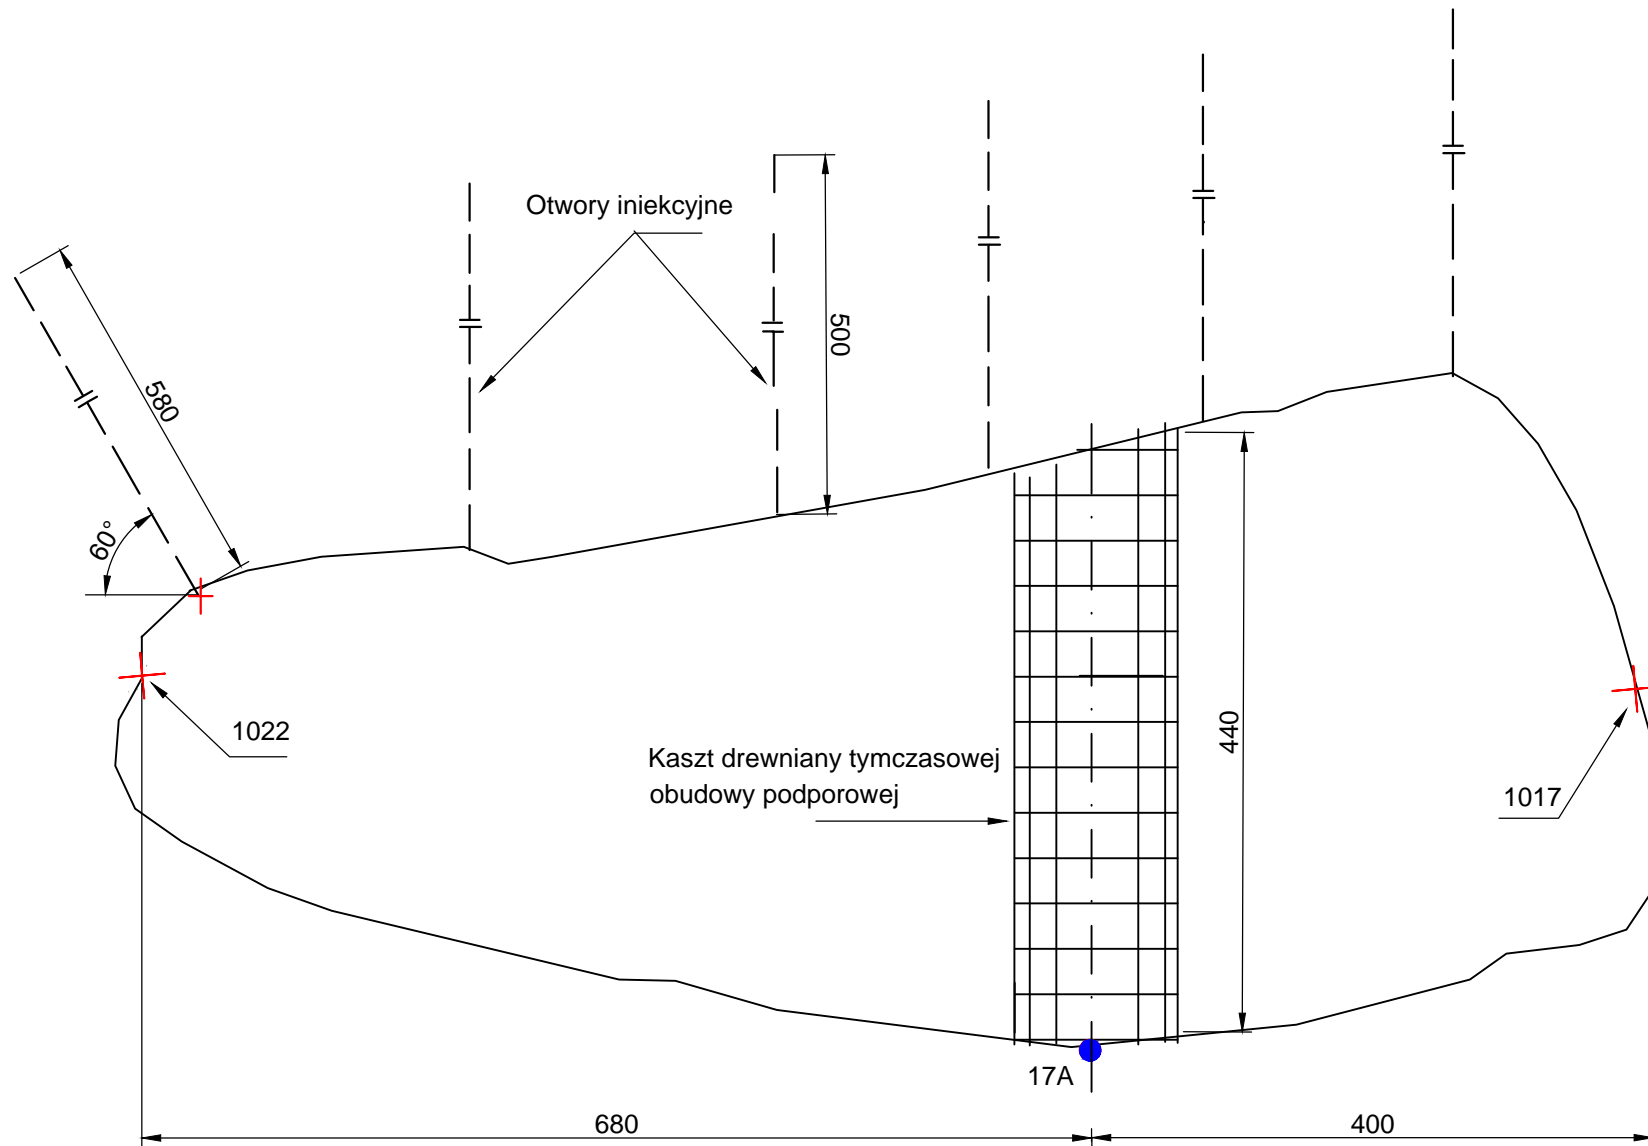 Otwory iniekcyjne
500
580
60°
1022
440
Kaszt drewniany tymczasowej
obudowy podporowej
1017
17A
680
400